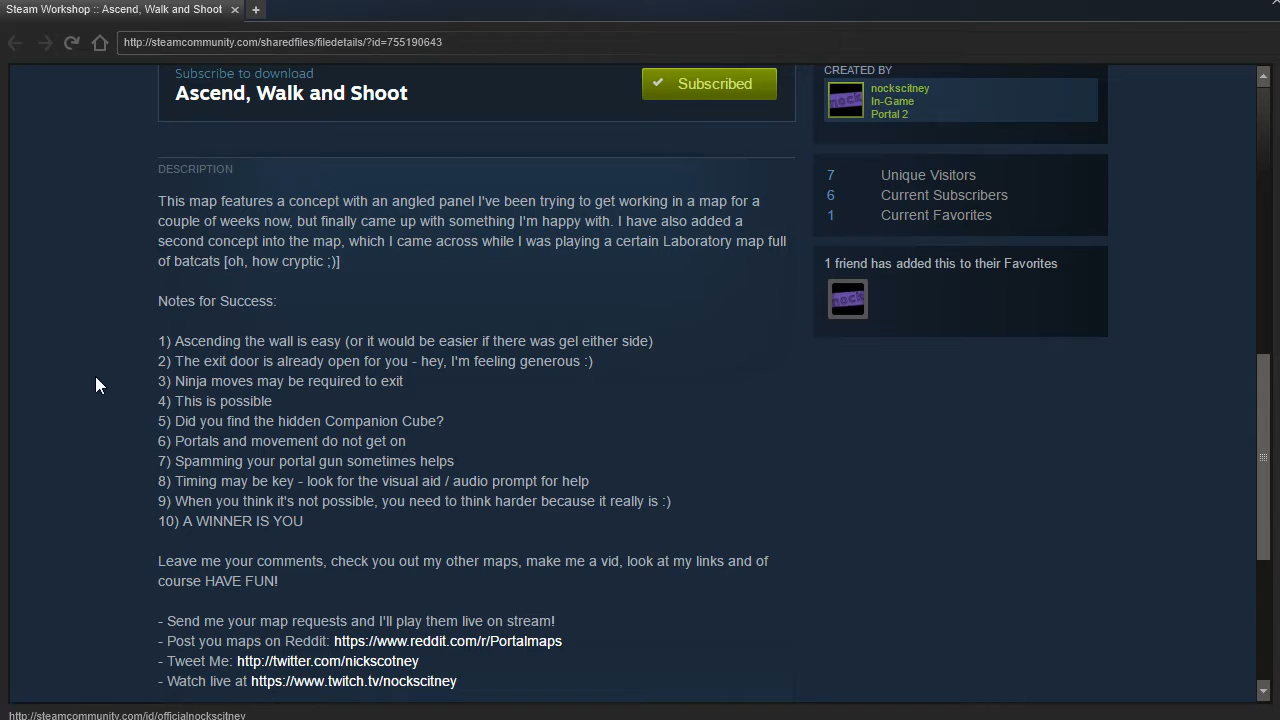 Steam Workshop :: Ascend, Walk and Shoot
http://steamcommunity.com/sharedfiles/filedetails/?id=755190643
Subscribe to download
Ascend, Walk and Shoot
Subscribed
DESCRIPTION
This map features a concept with an angled panel I've been trying to get working in a map for a
couple of weeks now, but finally came up with something I'm happy with. I have also added a
second concept into the map, which I came across while I was playing a certain Laboratory map full
of batcats [oh, how cryptic ;)]
Notes for Success:
1) Ascending the wall is easy (or it would be easier if there was gel either side)
2) The exit door is already open for you - hey, I'm feeling generous :)
3) Ninja moves may be required to exit
4) This is possible
5) Did you find the hidden Companion Cube?
6) Portals and movement do not get on
7) Spamming your portal gun sometimes helps
8) Timing may be key - look for the visual aid / audio prompt for help
9) When you think it's not possible, you need to think harder because it really is :)
10) A WINNER IS YOU
Leave me your comments, check you out my other maps, make me a vid, look at my links and of
course HAVE FUN!
- Send me your map requests and I'll play them live on stream!
- Post you maps on Reddit: https://www.reddit.com/r/Portalmaps
- Tweet Me: http://twitter.com/nickscotney
- Watch live at https://www.twitch.tv/nockscitney
CREATED BY
nock
nockscitney
In-Game
Portal 2
7 Unique Visitors
6 Current Subscribers
1 Current Favorites
1 friend has added this to their Favorites
nock
http://steamcommunity.com/id/officialnockscitney